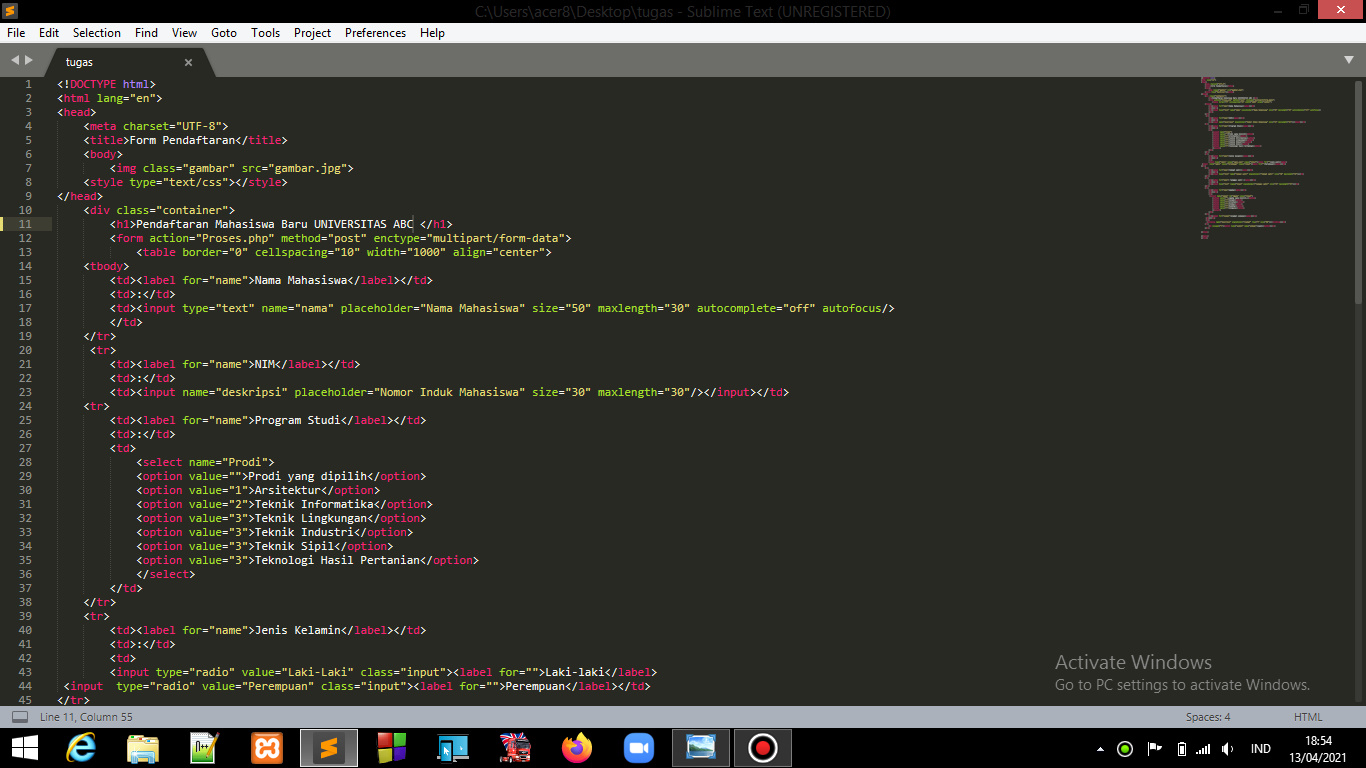 C:\Users\acer8\Desktop\tugas - Sublime Text (UNREGISTERED)
File Edit Selection Find View Goto Tools Project Preferences Help
tugas
1 <!DOCTYPE html>
2 <html lang="en">
3 <head>
4 <meta charset="UTF-8">
5 <title>Form Pendaftaran</title>
6 <body>
7 <img class="gambar" src="gambar.jpg">
8 <style type="text/css"></style>
9 </head>
10 <div class="container">
11 <h1>Pendaftaran Mahasiswa Baru UNIVERSITAS ABC </h1>
12 <form action="Proses.php" method="post" enctype="multipart/form-data">
13 <table border="0" cellspacing="10" width="1000" align="center">
14 <tbody>
15 <td><label for="name">Nama Mahasiswa</label></td>
16 <td>:</td>
17 <td><input type="text" name="nama" placeholder="Nama Mahasiswa" size="50" maxlength="30" autocomplete="off" autofocus/>
18 </td>
19 </tr>
20 <tr>
21 <td><label for="name">NIM</label></td>
22 <td>:</td>
23 <td><input name="deskripsi" placeholder="Nomor Induk Mahasiswa" size="30" maxlength="30"/></input></td>
24 <tr>
25 <td><label for="name">Program Studi</label></td>
26 <td>:</td>
27 <td>
28 <select name="Prodi">
29 <option value="">Prodi yang dipilih</option>
30 <option value="1">Arsitektur</option>
31 <option value="2">Teknik Informatika</option>
32 <option value="3">Teknik Lingkungan</option>
33 <option value="3">Teknik Industri</option>
34 <option value="3">Teknik Sipil</option>
35 <option value="3">Teknologi Hasil Pertanian</option>
36 </select>
37 </td>
38 </tr>
39 <tr>
40 <td><label for="name">Jenis Kelamin</label></td>
41 <td>:</td>
42 <td>
43 <input type="radio" value="Laki-Laki" class="input"><label for="">Laki-laki</label>
44 <input  type="radio" value="Perempuan" class="input"><label for="">Perempuan</label></td>
45 </tr>
Activate Windows
Go to PC settings to activate Windows.
Line 11, Column 55 Spaces: 4 HTML
IND
18:54
13/04/2021